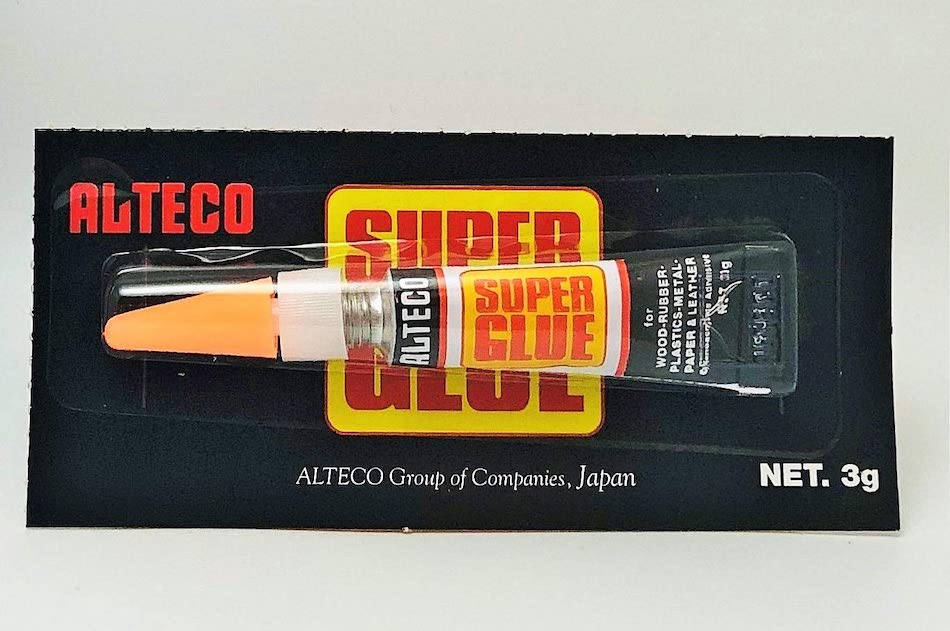 ALTECO
SUPER
GLUE
ALTECO
SUPER
GLUE
for
WOOD-RUBBER-
PLASTICS-METAL-
PAPER & LEATHER
ALTECO Group of Companies, Japan
NET. 3g